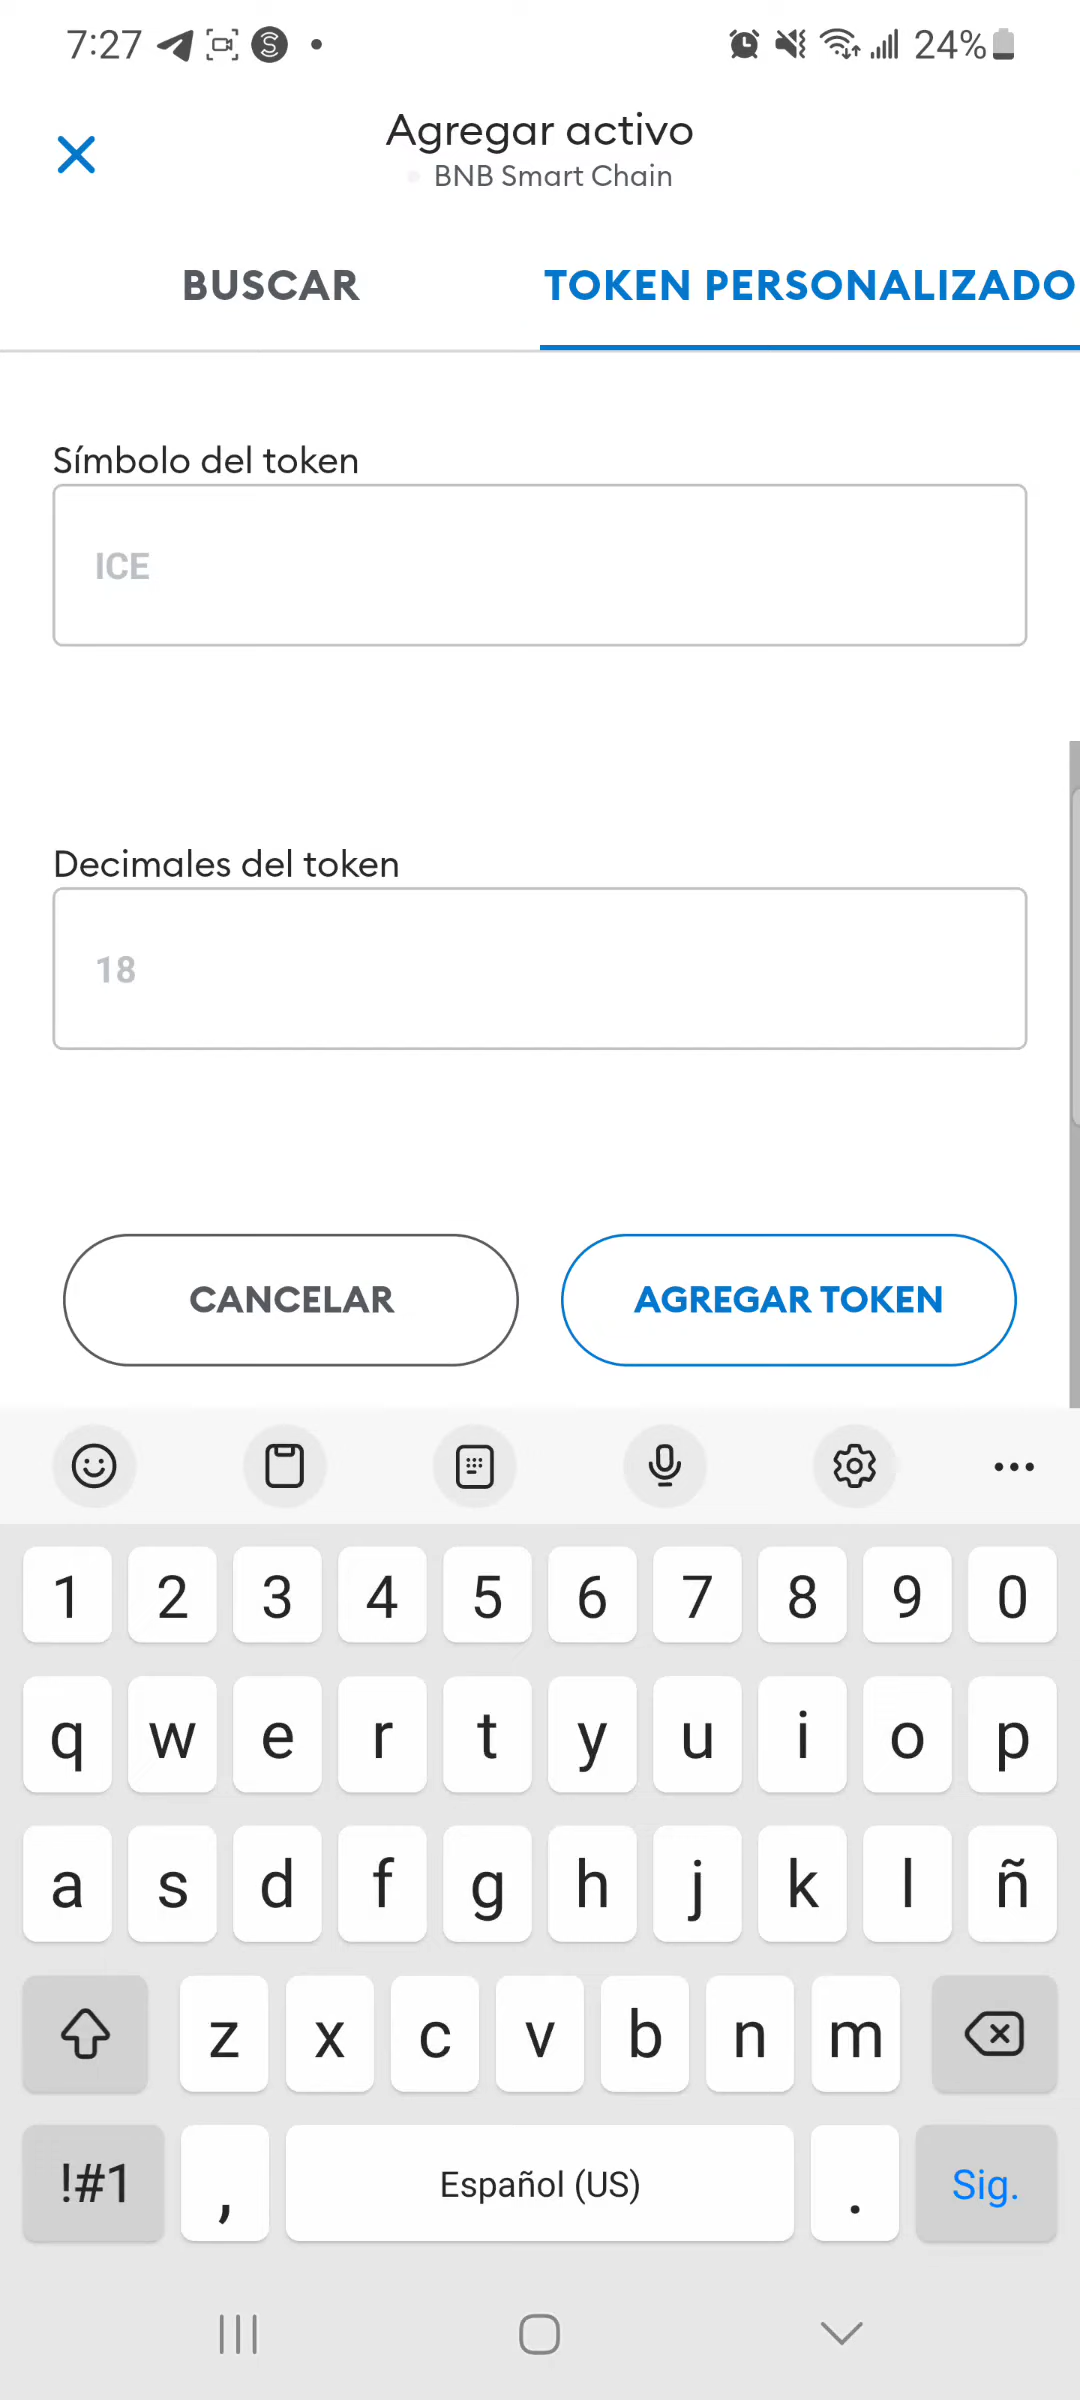 7:27 24%
Agregar activo
BNB Smart Chain
BUSCAR TOKEN PERSONALIZADO
Símbolo del token
ICE
Decimales del token
18
CANCELAR AGREGAR TOKEN
1 2 3 4 5 6 7 8 9 0
q w e r t y u i o p
a s d f g h j k l ñ
z x c v b n m
!#1 , Español (US) . Sig.